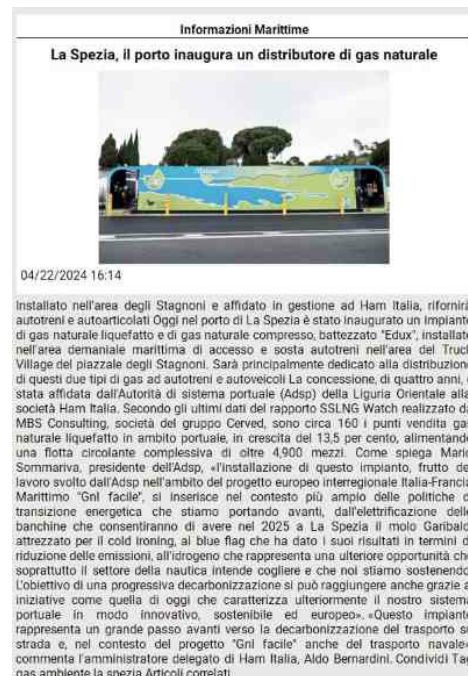 Informazioni Marittime
La Spezia, il porto inaugura un distributore di gas naturale
04/22/2024 16:14
Installato nell'area degli Stagnoni e affidato in gestione ad Ham Italia, rifornirà
autotreni e autoarticolati Oggi nel porto di La Spezia è stato inaugurato un impianto
di gas naturale liquefatto e di gas naturale compresso, battezzato "Edux", installato
nell'area demaniale marittima di accesso e sosta autotreni nell'area del Truck
Village del piazzale degli Stagnoni. Sarà principalmente dedicato alla distribuzione
di questi due tipi di gas ad autotreni e autoveicoli La concessione, di quattro anni,
stata affidata dall'Autorità di sistema portuale (Adsp) della Liguria Orientale alla
società Ham Italia. Secondo gli ultimi dati del rapporto SSLNG Watch realizzato da
MBS Consulting, società del gruppo Cerved, sono circa 160 i punti vendita gas
naturale liquefatto in ambito portuale, in crescita del 13,5 per cento, alimentando
una flotta circolante complessiva di oltre 4,900 mezzi. Come spiega Mario
Sommariva, presidente dell'Adsp, «l'installazione di questo impianto, frutto del
lavoro svolto dall'Adsp nell'ambito del progetto europeo interregionale Italia-Francia
Marittimo "Gnl facile", si inserisce nel contesto più ampio delle politiche di
transizione energetica che stiamo portando avanti, dall'elettrificazione delle
banchine che consentiranno di avere nel 2025 a La Spezia il molo Garibaldi
attrezzato per il cold ironing, al blue flag che ha dato i suoi risultati in termini di
riduzione delle emissioni, all'idrogeno che rappresenta una ulteriore opportunità che
soprattutto il settore della nautica intende cogliere e che noi stiamo sostenendo.
L'obiettivo di una progressiva decarbonizzazione si può raggiungere anche grazie a
iniziative come quella di oggi che caratterizza ulteriormente il nostro sistema
portuale in modo innovativo, sostenibile ed europeo». «Questo impianto
rappresenta un grande passo avanti verso la decarbonizzazione del trasporto su
strada e, nel contesto del progetto "Gnl facile" anche del trasporto navale»
commenta l'amministratore delegato di Ham Italia, Aldo Bernardini. Condividi Tag
gas ambiente la spezia Articoli correlati